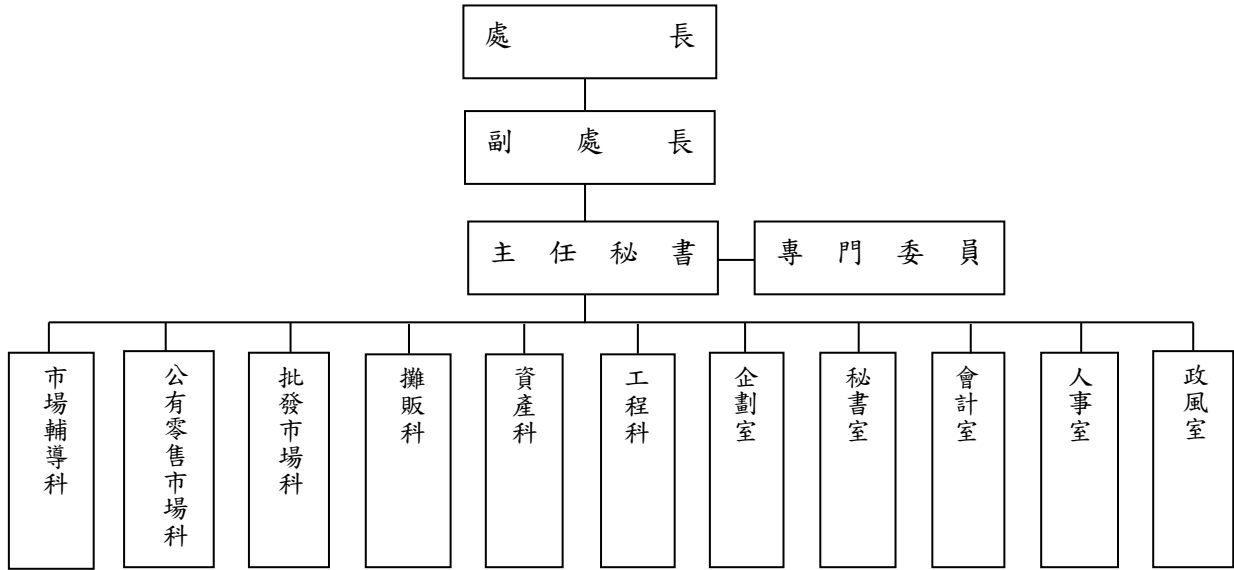 處長
副處長
主任秘書
專門委員
市場輔導科
公有零售市場科
批發市場科
攤販科
資產科
工程科
企劃室
秘書室
會計室
人事室
政風室